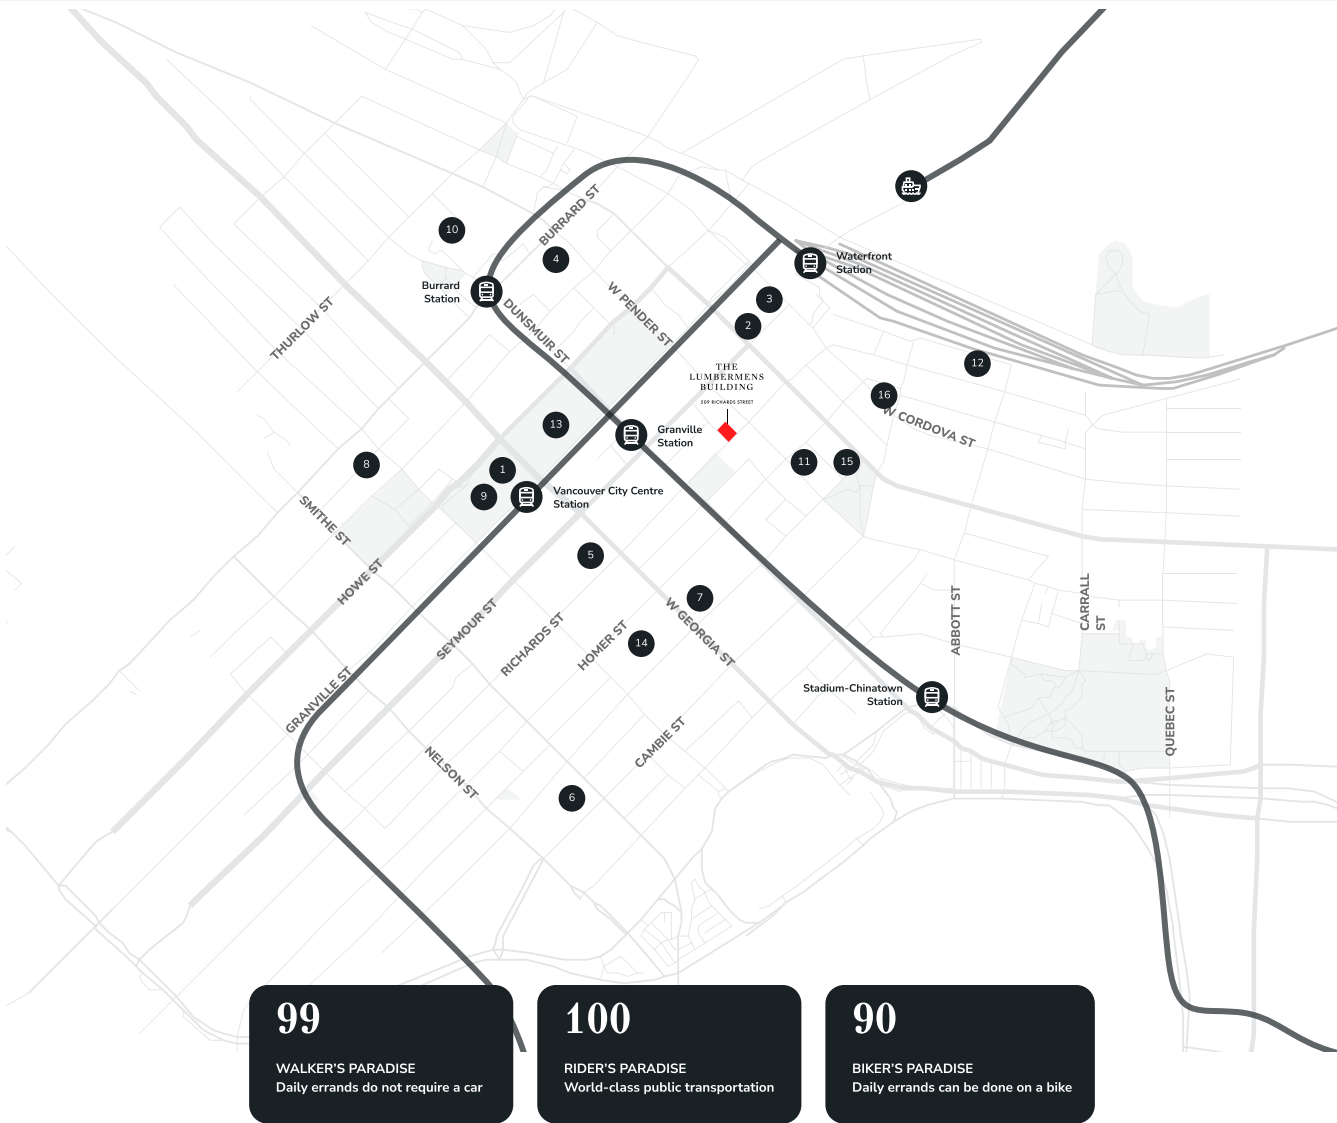 BURRARD ST
10
4
Waterfront
Station
Burrard
Station
3
THURLOW ST
DUNSMUIR ST
W PENDER ST
2
THE
LUMBERMENS
BUILDING
509 RICHARDS STREET
12
16
W CORDOVA ST
13
Granville
Station
8
1
11
15
9
Vancouver City Centre
Station
SMITHE ST
HOWE ST
5
7
SEYMOUR ST
RICHARDS ST
HOMER ST
14
W GEORGIA ST
ABBOTT ST
CARRALL
ST
GRANVILLE ST
Stadium-Chinatown
Station
QUEBEC ST
NELSON ST
CAMBIE ST
6
99
WALKER'S PARADISE
Daily errands do not require a car
100
RIDER'S PARADISE
World-class public transportation
90
BIKER'S PARADISE
Daily errands can be done on a bike